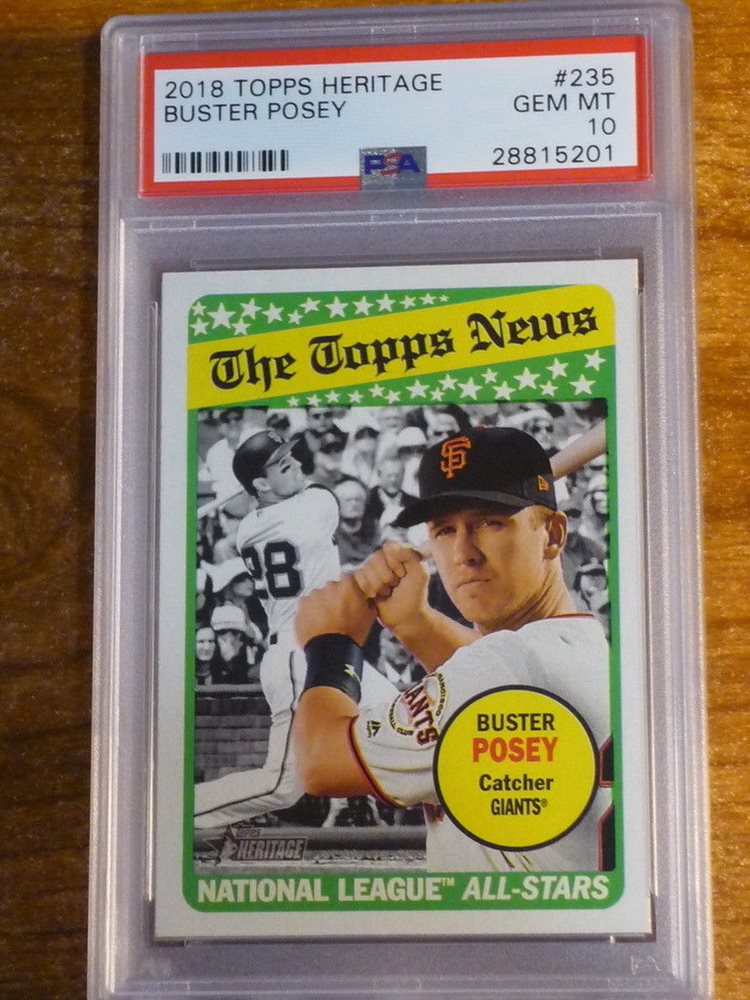 2018 TOPPS HERITAGE #235
BUSTER POSEY GEM MT
10
PSA 28815201
The Topps News
SF
28
GIANTS
BUSTER
POSEY
Catcher
GIANTS®
TOPPS
HERITAGE
NATIONAL LEAGUE™ ALL-STARS